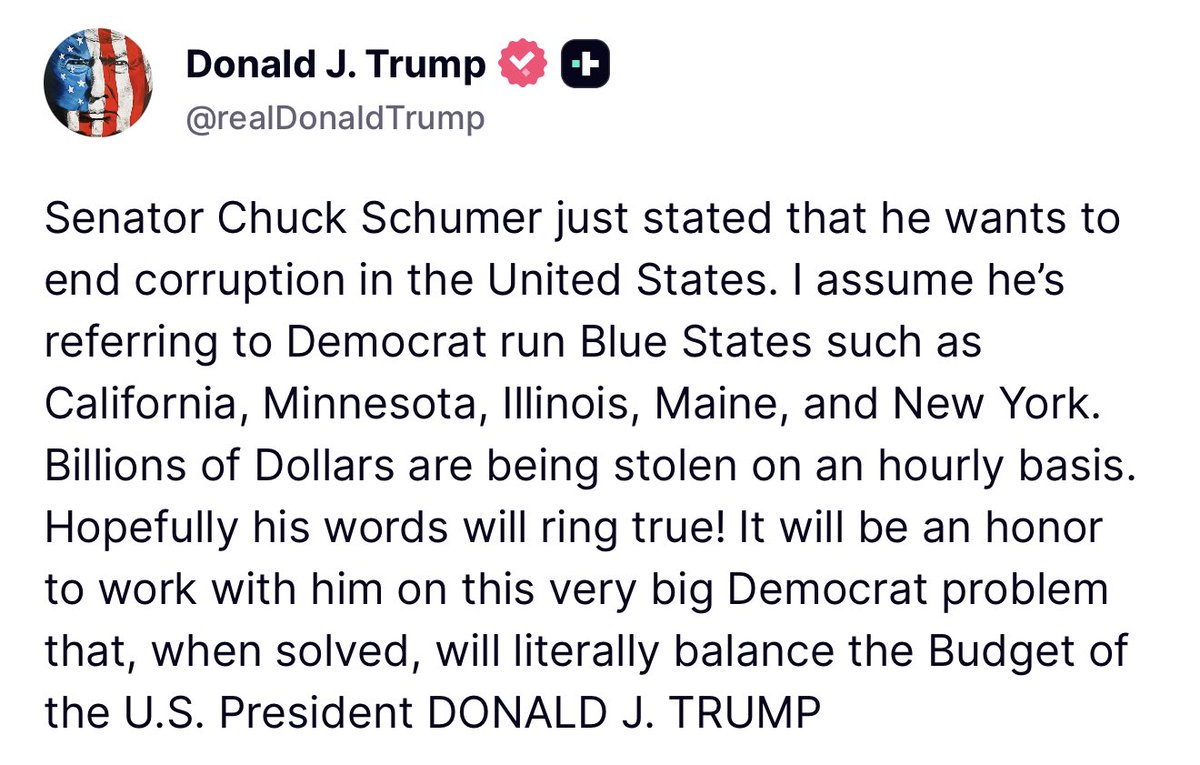 Donald J. Trump
@realDonaldTrump
Senator Chuck Schumer just stated that he wants to
end corruption in the United States. I assume he’s
referring to Democrat run Blue States such as
California, Minnesota, Illinois, Maine, and New York.
Billions of Dollars are being stolen on an hourly basis.
Hopefully his words will ring true! It will be an honor
to work with him on this very big Democrat problem
that, when solved, will literally balance the Budget of
the U.S. President DONALD J. TRUMP